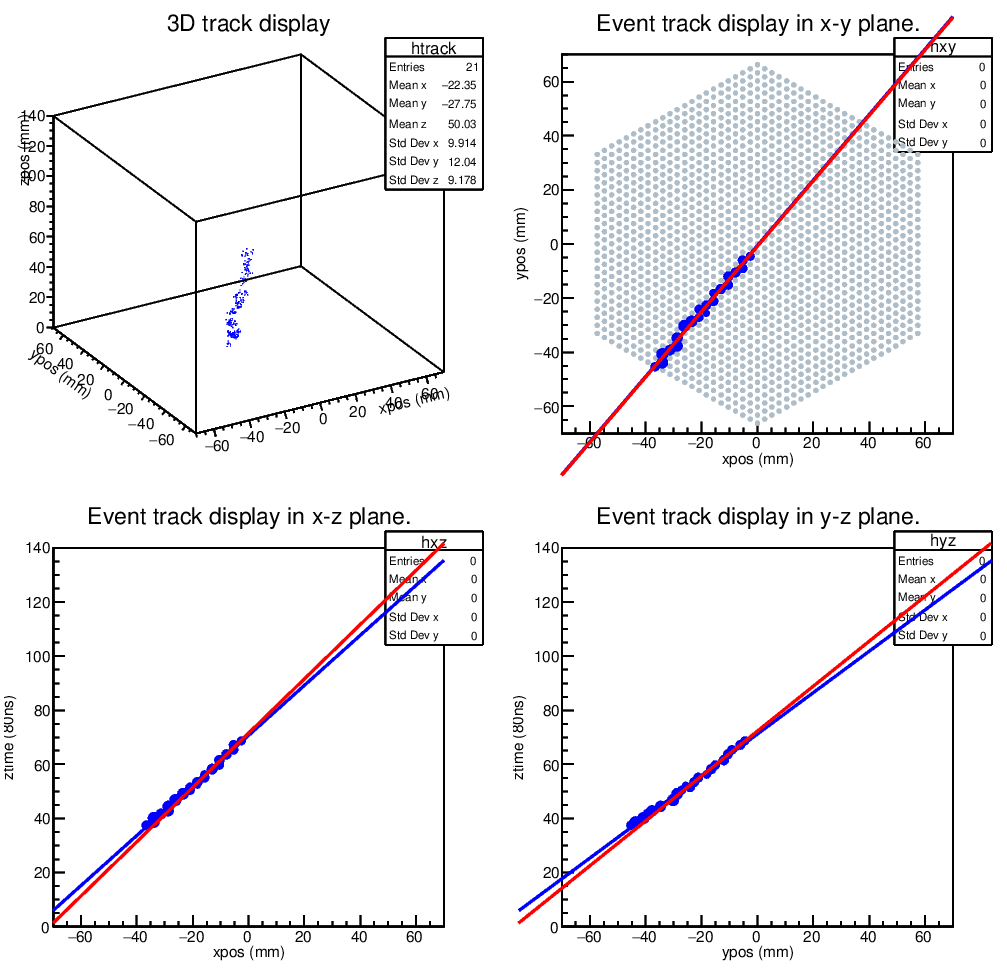 3D track display
htrack
Entries 21
Mean x −22.35
Mean y −27.75
Mean z 50.03
Std Dev x 9.914
Std Dev y 12.04
Std Dev z 9.178
zpos (mm)
140
120
100
80
60
40
20
0
60
40
20
0
−20
−40
−60
ypos (mm)
−60
−40
−20
0
20
40
60
xpos (mm)
Event track display in x-y plane.
hxy
Entries 0
Mean x 0
Mean y 0
Std Dev x 0
Std Dev y 0
ypos (mm)
60
40
20
0
−20
−40
−60
−60 −40 −20 0 20 40 60
xpos (mm)
Event track display in x-z plane.
hxz
Entries 0
Mean x 0
Mean y 0
Std Dev x 0
Std Dev y 0
ztime (80ns)
140
120
100
80
60
40
20
0
−60 −40 −20 0 20 40 60
xpos (mm)
Event track display in y-z plane.
hyz
Entries 0
Mean x 0
Mean y 0
Std Dev x 0
Std Dev y 0
ztime (80ns)
140
120
100
80
60
40
20
0
−60 −40 −20 0 20 40 60
ypos (mm)